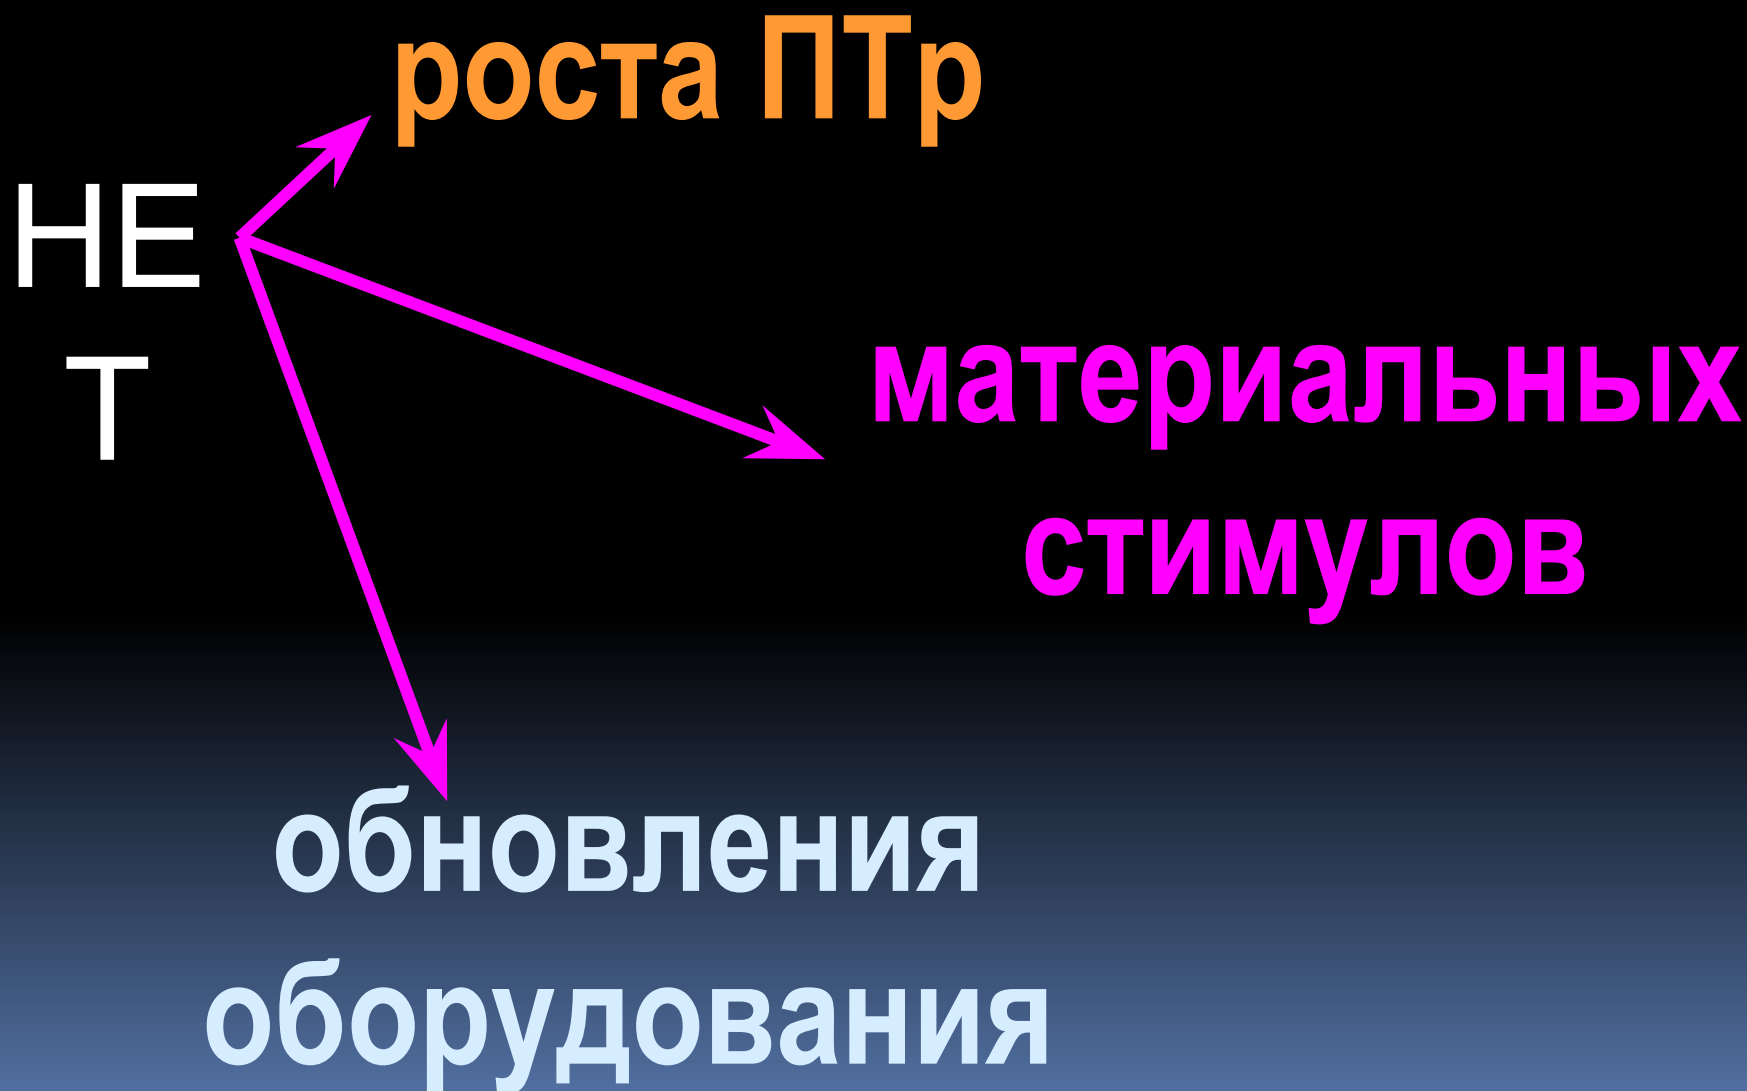 роста ПТр
НЕ
Т
материальных
стимулов
обновления
оборудования